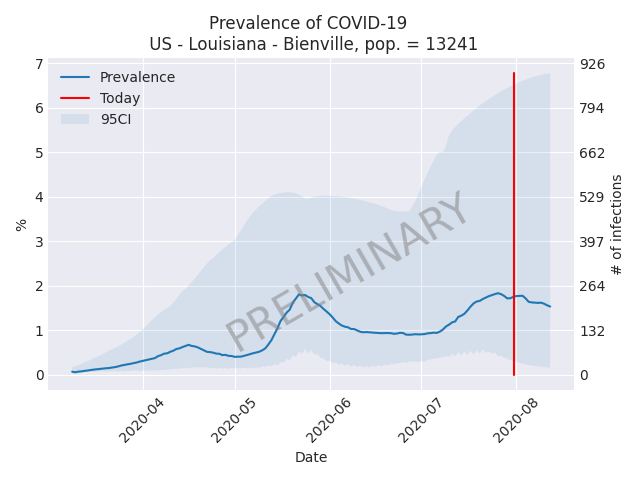 Prevalence of COVID-19
US - Louisiana - Bienville, pop. = 13241
7
6
5
4
3
2
1
0
%
926
794
662
529
397
264
132
0
# of infections
Prevalence
Today
95CI
PRELIMINARY
2020-04
2020-05
2020-06
2020-07
2020-08
Date